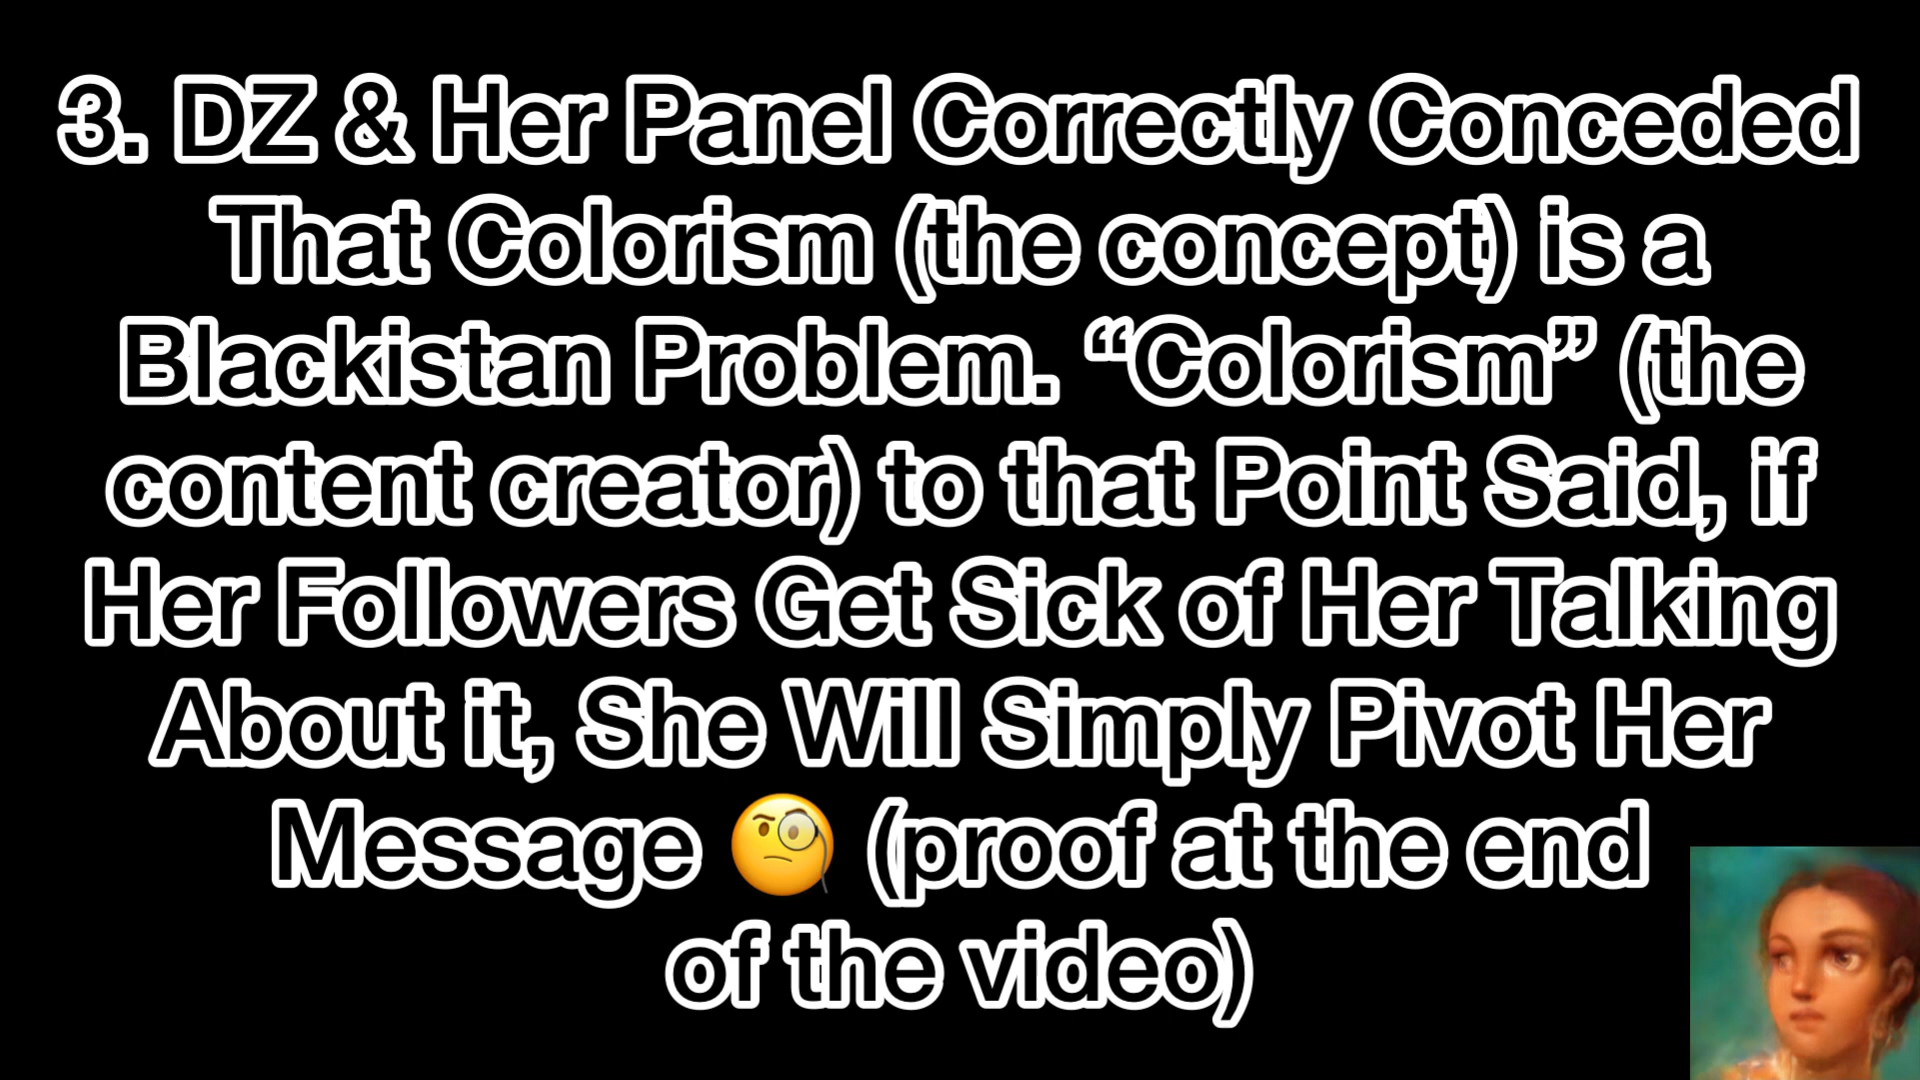 3. DZ & Her Panel Correctly Conceded
That Colorism (the concept) is a
Blackistan Problem. “Colorism” (the
content creator) to that Point Said, if
Her Followers Get Sick of Her Talking
About it, She Will Simply Pivot Her
Message 🧐 (proof at the end
of the video)